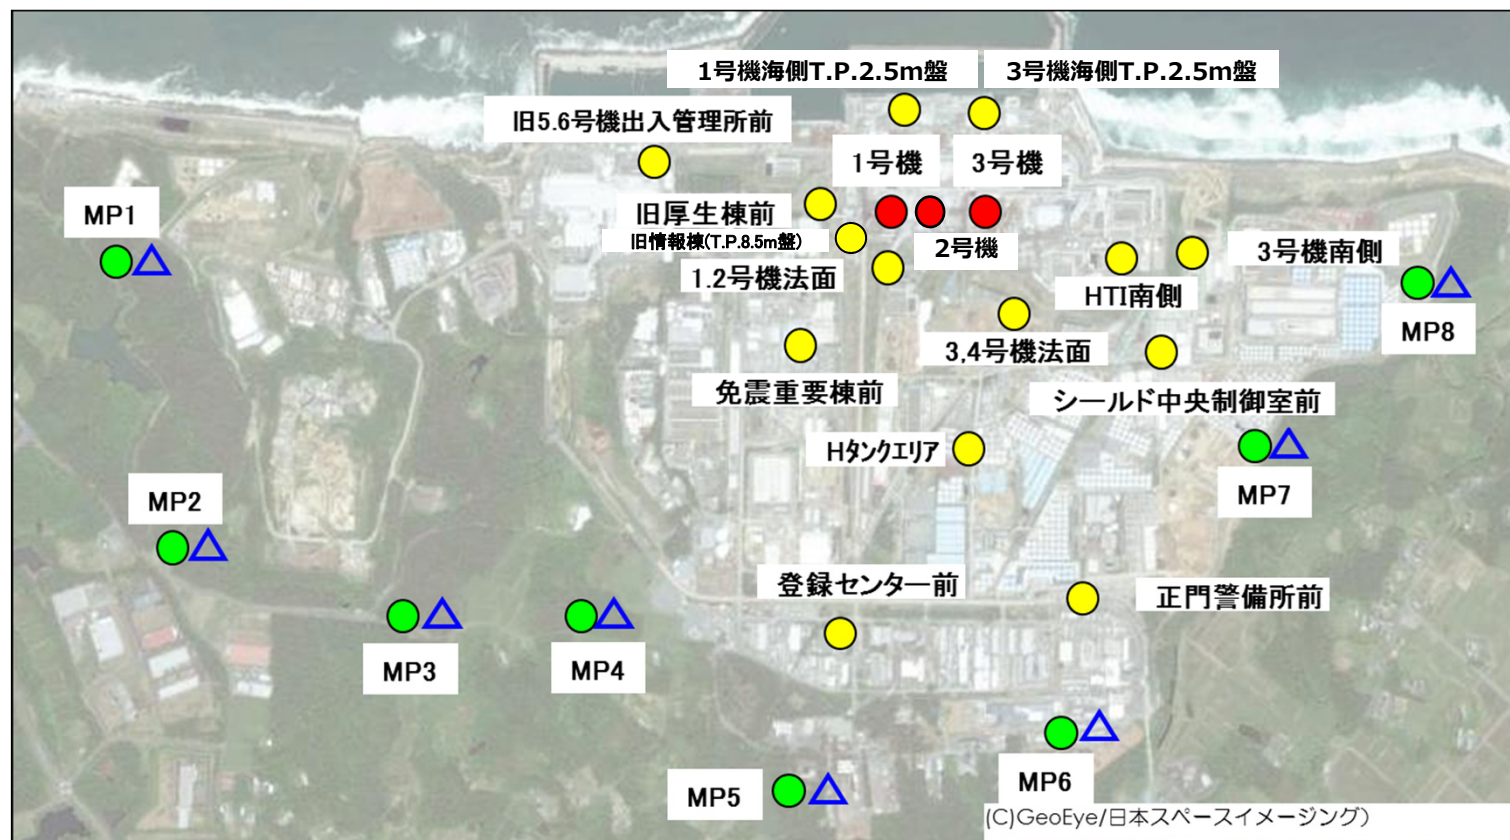 1号機海側T.P.2.5m盤
3号機海側T.P.2.5m盤
旧5.6号機出入管理所前
1号機
3号機
MP1
旧厚生棟前
旧情報棟(T.P.8.5m盤)
2号機
3号機南側
1.2号機法面
HTI南側
MP8
3,4号機法面
免震重要棟前
シールド中央制御室前
Hタンクエリア
MP7
MP2
登録センター前
正門警備所前
MP3
MP4
MP6
MP5
(C)GeoEye/日本スペースイメージング）